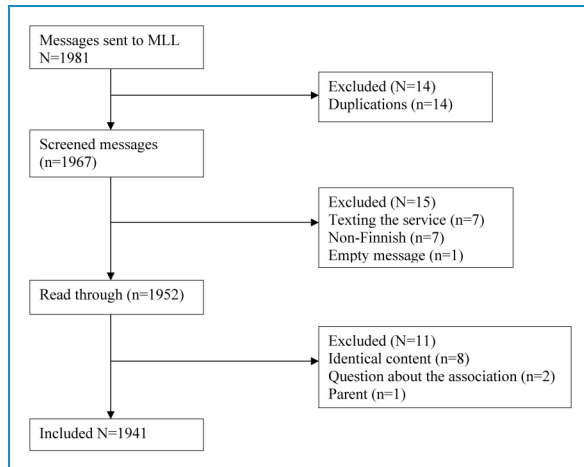 Messages sent to MLL
N=1981
Excluded (N=14)
Duplications (n=14)
Screened messages
(n=1967)
Excluded (N=15)
Texting the service (n=7)
Non-Finnish (n=7)
Empty message (n=1)
Read through (n=1952)
Excluded (N=11)
Identical content (n=8)
Question about the association (n=2)
Parent (n=1)
Included N=1941